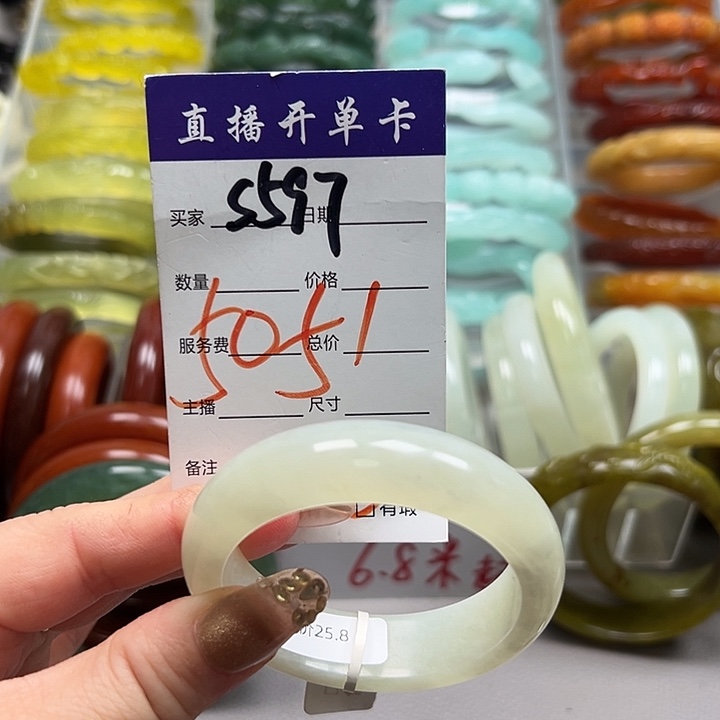 直播开单卡
买家 S597 日期
数量 价格
5051
服务费 总价
主播 尺寸
备注
有瑕
6.8米
价25.8